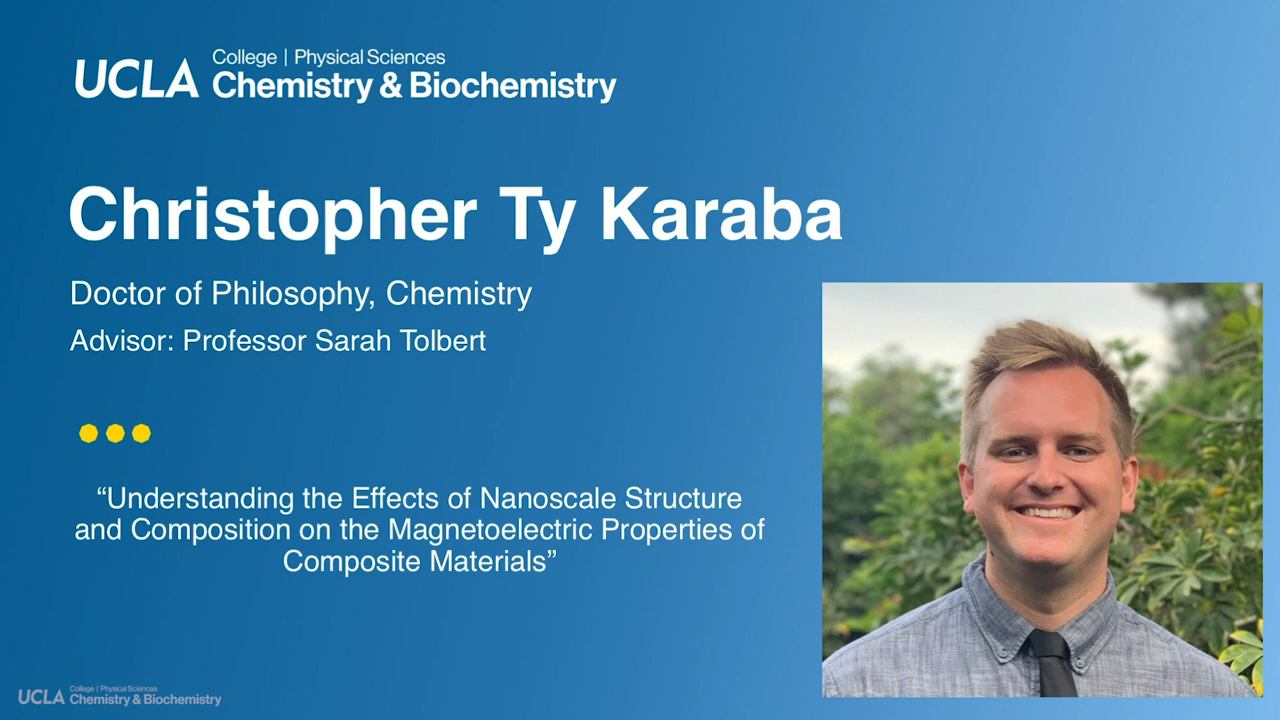 UCLA College | Physical Sciences
Chemistry & Biochemistry
Christopher Ty Karaba
Doctor of Philosophy, Chemistry
Advisor: Professor Sarah Tolbert
“Understanding the Effects of Nanoscale Structure
and Composition on the Magnetoelectric Properties of
Composite Materials”
UCLA College | Physical Sciences
Chemistry & Biochemistry